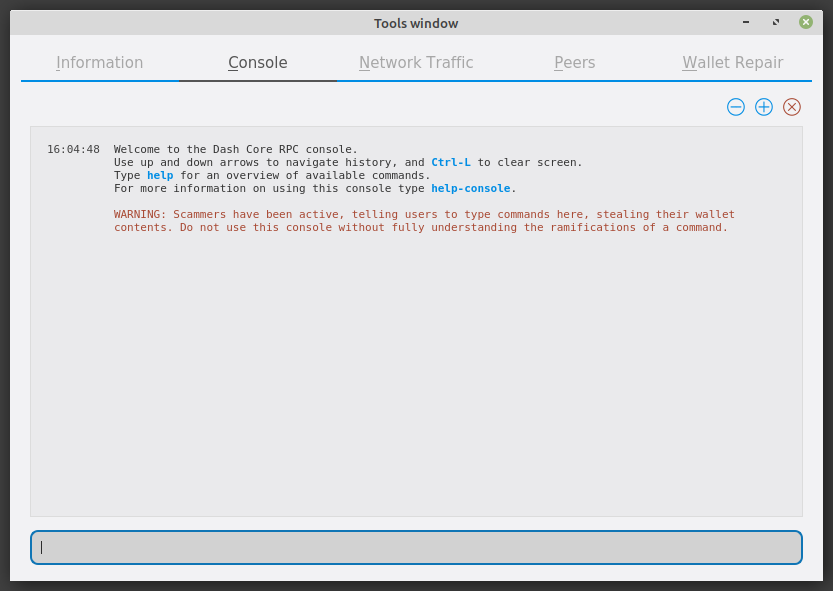 Tools window
Information Console Network Traffic Peers Wallet Repair
16:04:48 Welcome to the Dash Core RPC console.
Use up and down arrows to navigate history, and Ctrl-L to clear screen.
Type help for an overview of available commands.
For more information on using this console type help-console.
WARNING: Scammers have been active, telling users to type commands here, stealing their wallet
contents. Do not use this console without fully understanding the ramifications of a command.